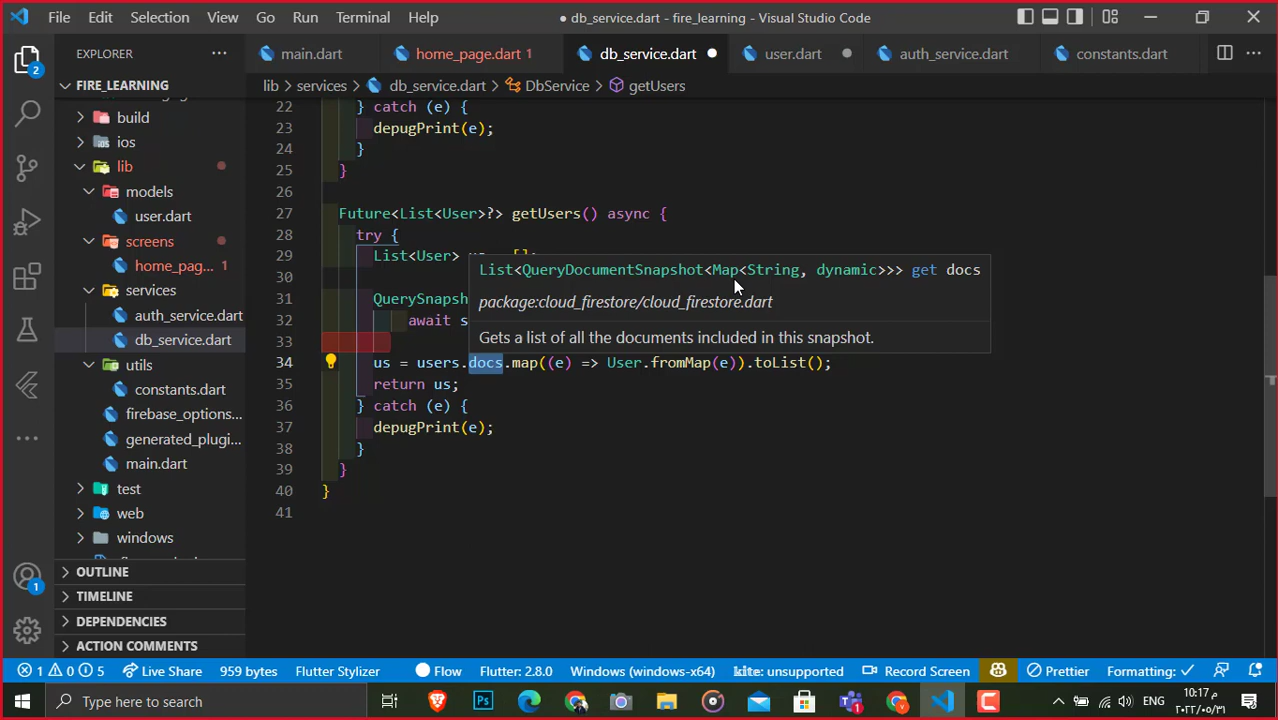 File Edit Selection View Go Run Terminal Help
● db_service.dart - fire_learning - Visual Studio Code
EXPLORER
main.dart
home_page.dart 1
db_service.dart
user.dart
auth_service.dart
constants.dart
2
FIRE_LEARNING
lib > services > db_service.dart > DbService > getUsers
build
ios
lib
models
user.dart
screens
home_pag... 1
services
auth_service.dart
db_service.dart
utils
constants.dart
firebase_options...
generated_plugi...
main.dart
test
web
windows
OUTLINE
TIMELINE
DEPENDENCIES
ACTION COMMENTS
1
22 } catch (e) {
23 depugPrint(e);
24 }
25 }
26
27 Future<List<User>?> getUsers() async {
28 try {
29 List<User>
30
31 QuerySnapsh
32 await s
33
34 us = users.docs.map((e) => User.fromMap(e)).toList();
35 return us;
36 } catch (e) {
37 depugPrint(e);
38 }
39 }
40 }
41
List<QueryDocumentSnapshot<Map<String, dynamic>>> get docs
package:cloud_firestore/cloud_firestore.dart
Gets a list of all the documents included in this snapshot.
1 0 5 Live Share 959 bytes Flutter Stylizer Flow Flutter: 2.8.0 Windows (windows-x64) kite: unsupported Record Screen Prettier Formatting: ✓
Type here to search
Ps
1
ENG
م ١٠:١٧